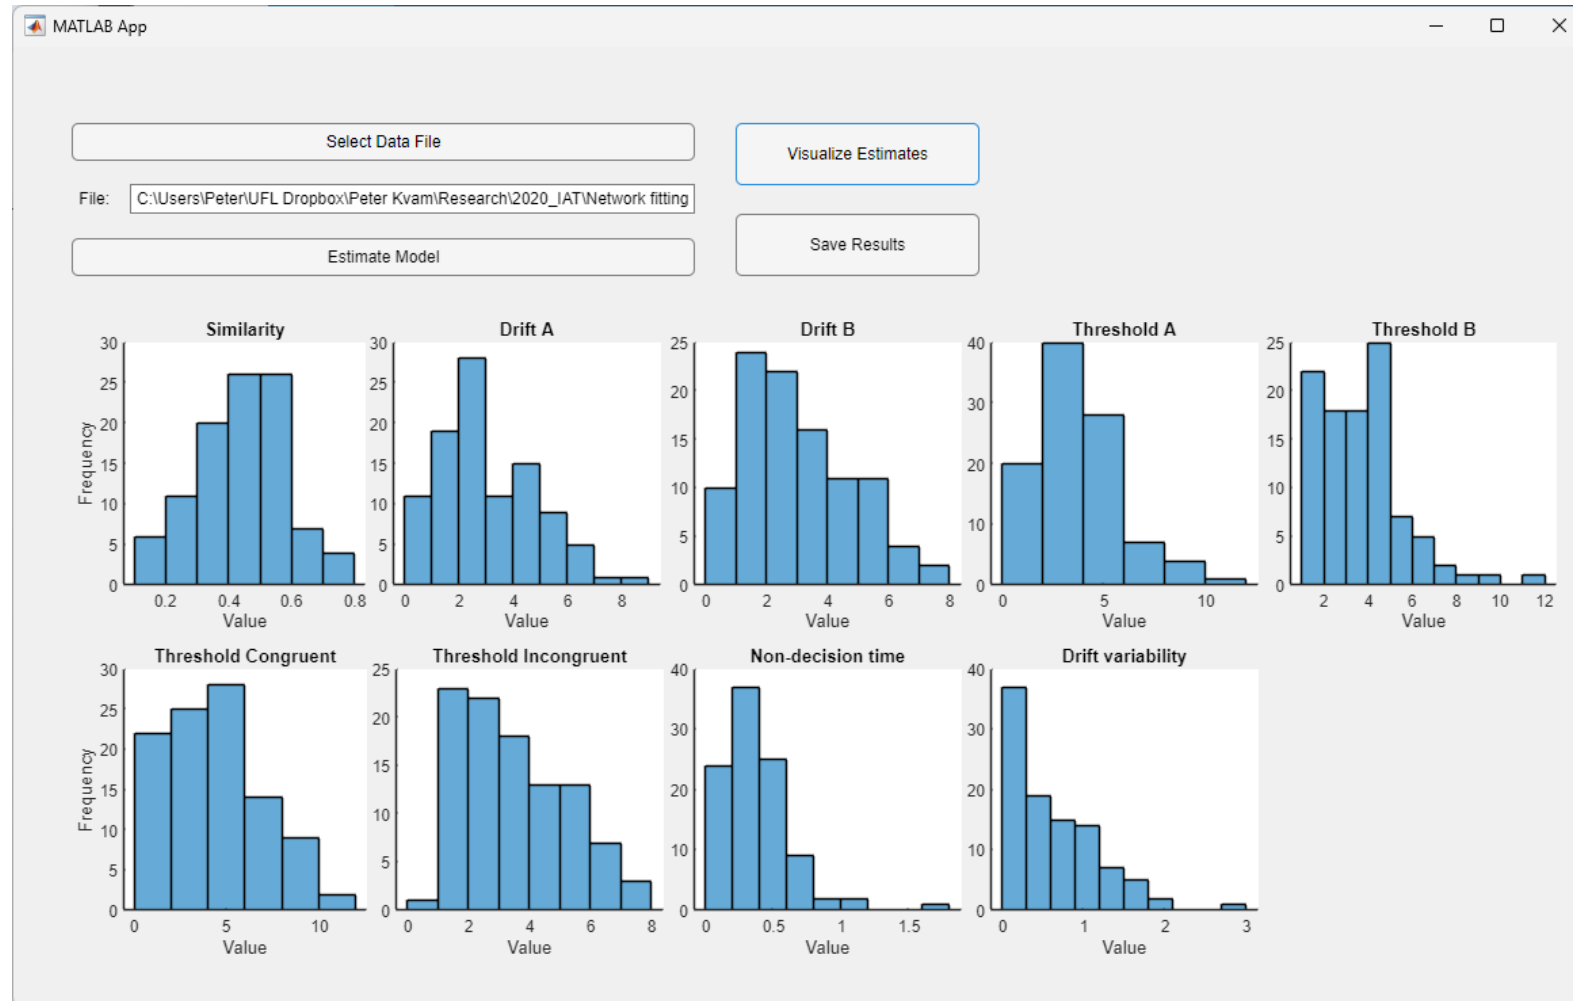 MATLAB App
Select Data File
Visualize Estimates
File: C:\Users\Peter\UFL Dropbox\Peter Kvam\Research\2020_IAT\Network fitting
Save Results
Estimate Model
Similarity
30
25
20
15
10
5
0
Frequency
0.2 0.4 0.6 0.8
Value
Drift A
30
25
20
15
10
5
0
0 2 4 6 8
Value
Drift B
25
20
15
10
5
0
0 2 4 6 8
Value
Threshold A
40
30
20
10
0
0 5 10
Value
Threshold B
25
20
15
10
5
0
2 4 6 8 10 12
Value
Threshold Congruent
30
25
20
15
10
5
0
Frequency
0 5 10
Value
Threshold Incongruent
25
20
15
10
5
0
0 2 4 6 8
Value
Non-decision time
40
30
20
10
0
0 0.5 1 1.5
Value
Drift variability
40
30
20
10
0
0 1 2 3
Value